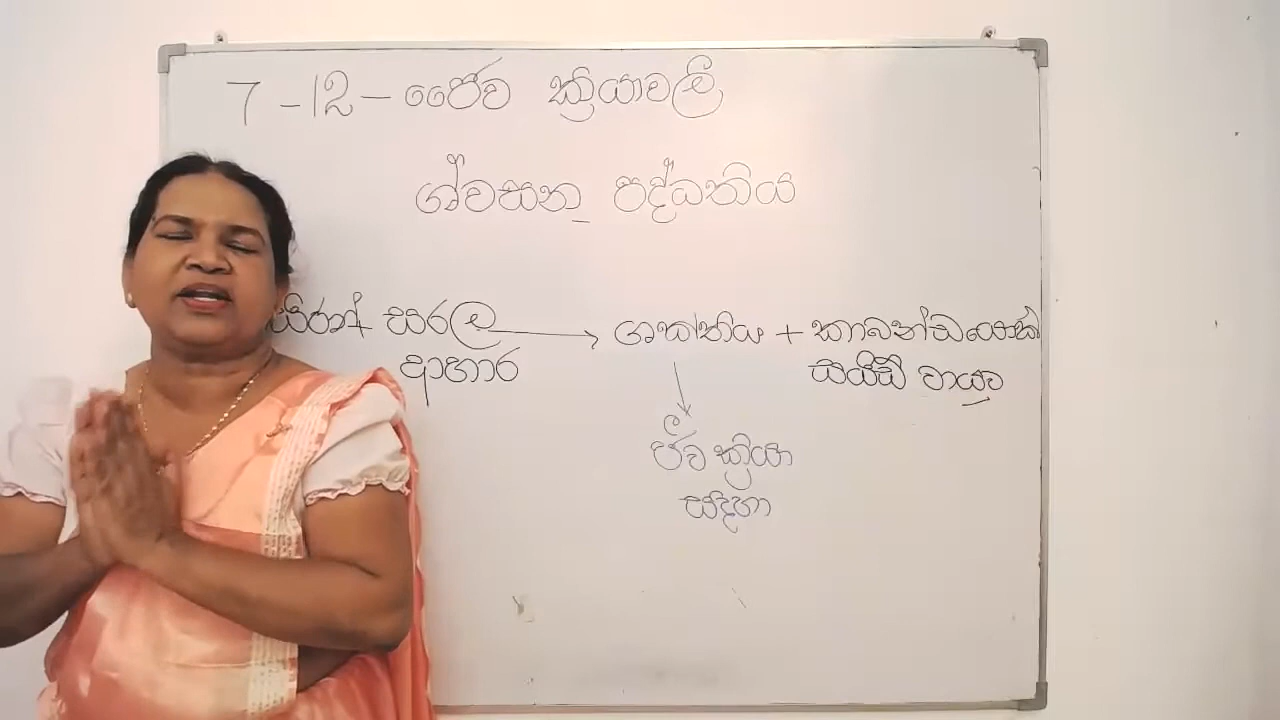 7 - 12 - ජෛව ක්‍රියාවලී
ශ්වසන පද්ධතිය
සරල → ශක්තිය + කාබන්ඩයොක්
ආහාර සයිඩ් වායුව
↓
ජීව ක්‍රියා
සඳහා